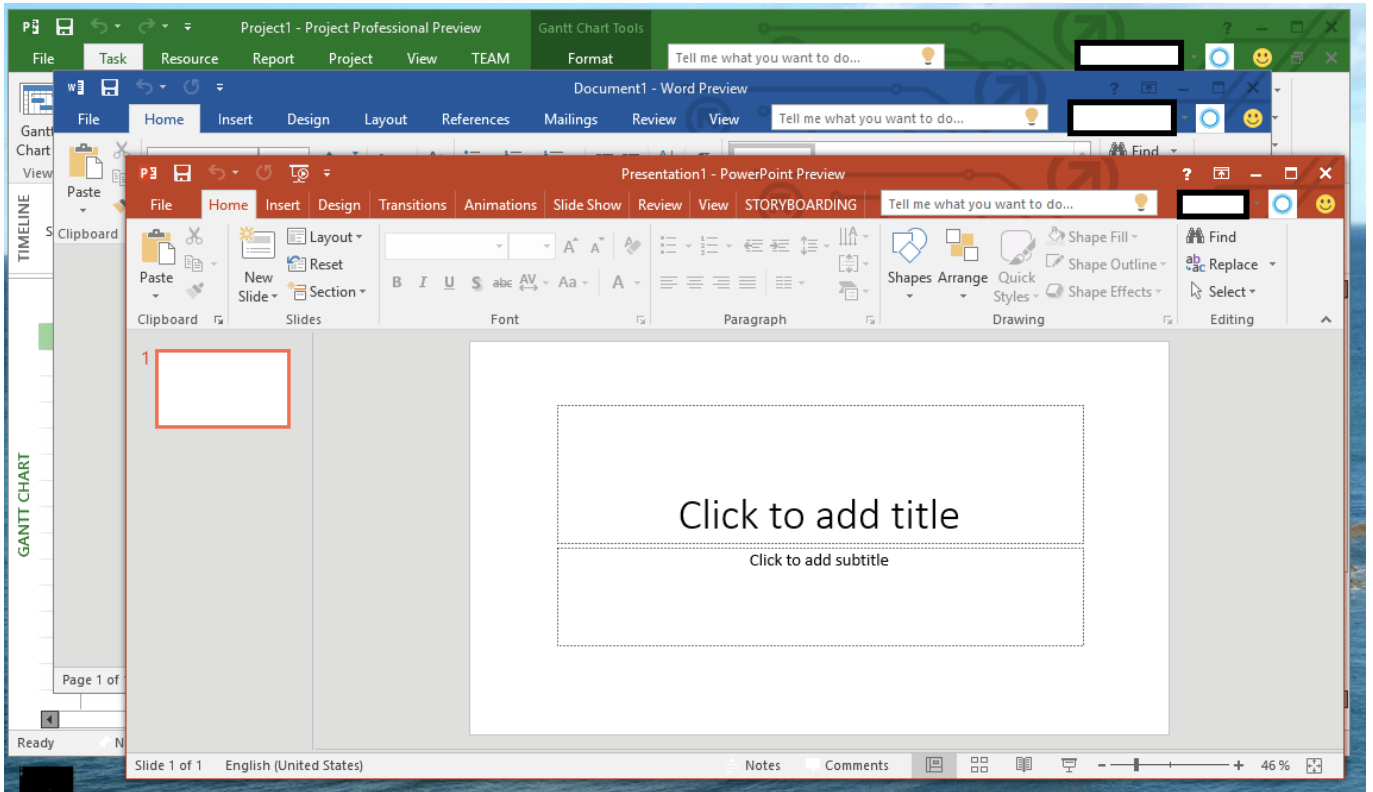 Project1 - Project Professional Preview
Gantt Chart Tools
?
File Task Resource Report Project View TEAM Format Tell me what you want to do...
Document1 - Word Preview
?
File Home Insert Design Layout References Mailings Review View Tell me what you want to do...
Gantt
Chart
View
Paste
Clipboard
Find
TIMELINE
GANTT CHART
Page 1 of
Ready
Presentation1 - PowerPoint Preview
?
File Home Insert Design Transitions Animations Slide Show Review View STORYBOARDING Tell me what you want to do...
Paste
Clipboard
New
Slide
Layout
Reset
Section
Slides
B I U S abc AV Aa A
Font
Paragraph
Shapes Arrange Quick
Styles
Shape Fill
Shape Outline
Shape Effects
Drawing
Find
Replace
Select
Editing
1
Click to add title
Click to add subtitle
Slide 1 of 1 English (United States) Notes Comments 46 %